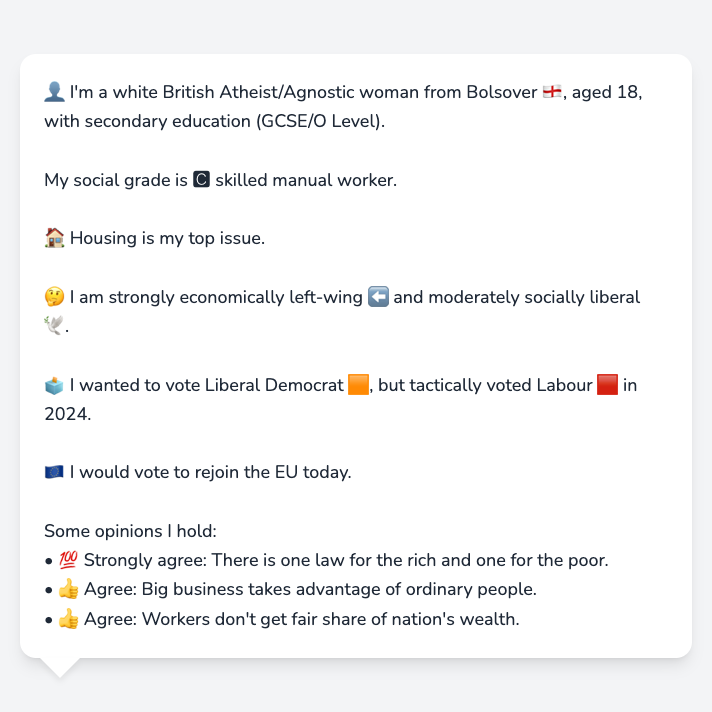 👤 I'm a white British Atheist/Agnostic woman from Bolsover 🏴󠁧󠁢󠁥󠁮󠁧󠁿, aged 18,
with secondary education (GCSE/O Level).
My social grade is 🅲 skilled manual worker.
🏠 Housing is my top issue.
🤔 I am strongly economically left-wing ⬅️ and moderately socially liberal
🕊️.
🗳️ I wanted to vote Liberal Democrat 🟧, but tactically voted Labour 🟥 in
2024.
🇪🇺 I would vote to rejoin the EU today.
Some opinions I hold:
• 💯 Strongly agree: There is one law for the rich and one for the poor.
• 👍 Agree: Big business takes advantage of ordinary people.
• 👍 Agree: Workers don't get fair share of nation's wealth.